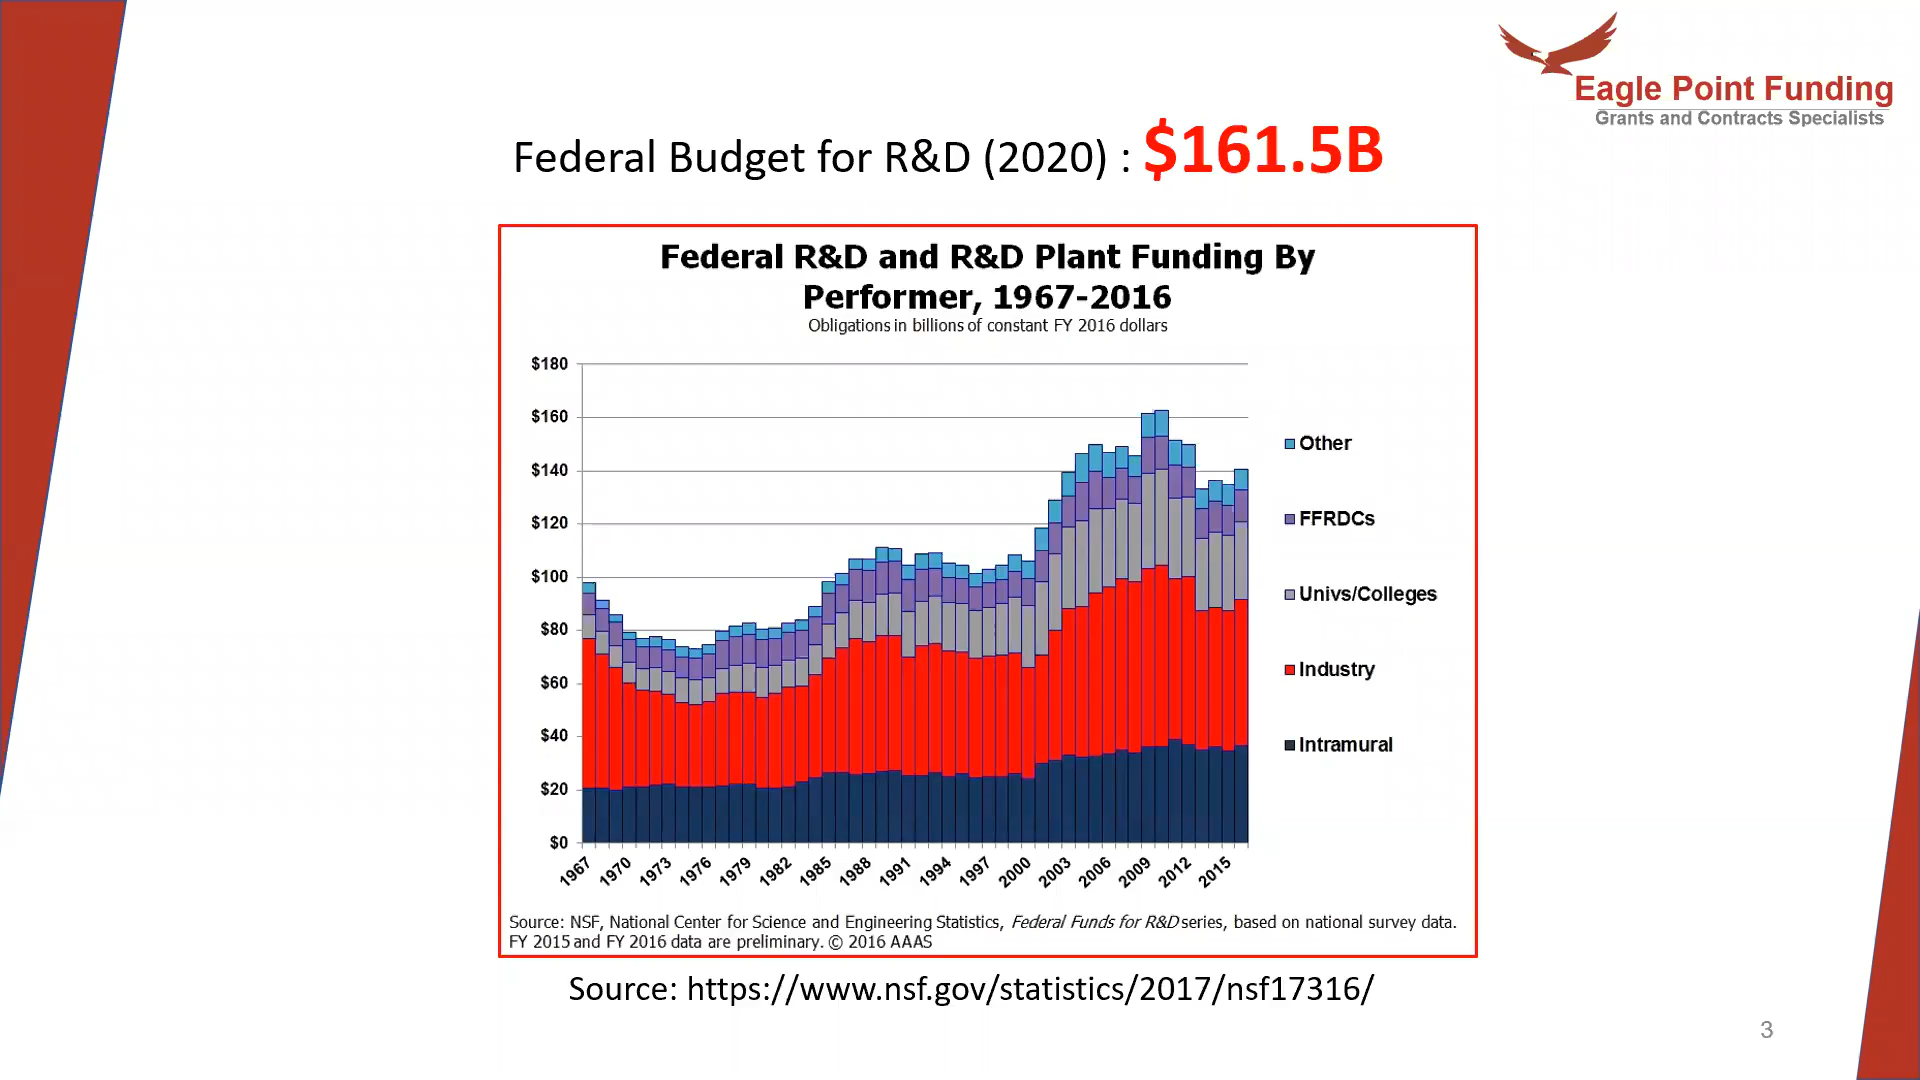 Eagle Point Funding
Grants and Contracts Specialists
Federal Budget for R&D (2020) : $161.5B
Federal R&D and R&D Plant Funding By
Performer, 1967-2016
Obligations in billions of constant FY 2016 dollars
$180
$160
$140
$120
$100
$80
$60
$40
$20
$0
1967 1970 1973 1976 1979 1982 1985 1988 1991 1994 1997 2000 2003 2006 2009 2012 2015
Other
FFRDCs
Univs/Colleges
Industry
Intramural
Source: NSF, National Center for Science and Engineering Statistics, Federal Funds for R&D series, based on national survey data.
FY 2015 and FY 2016 data are preliminary. © 2016 AAAS
Source: https://www.nsf.gov/statistics/2017/nsf17316/
3